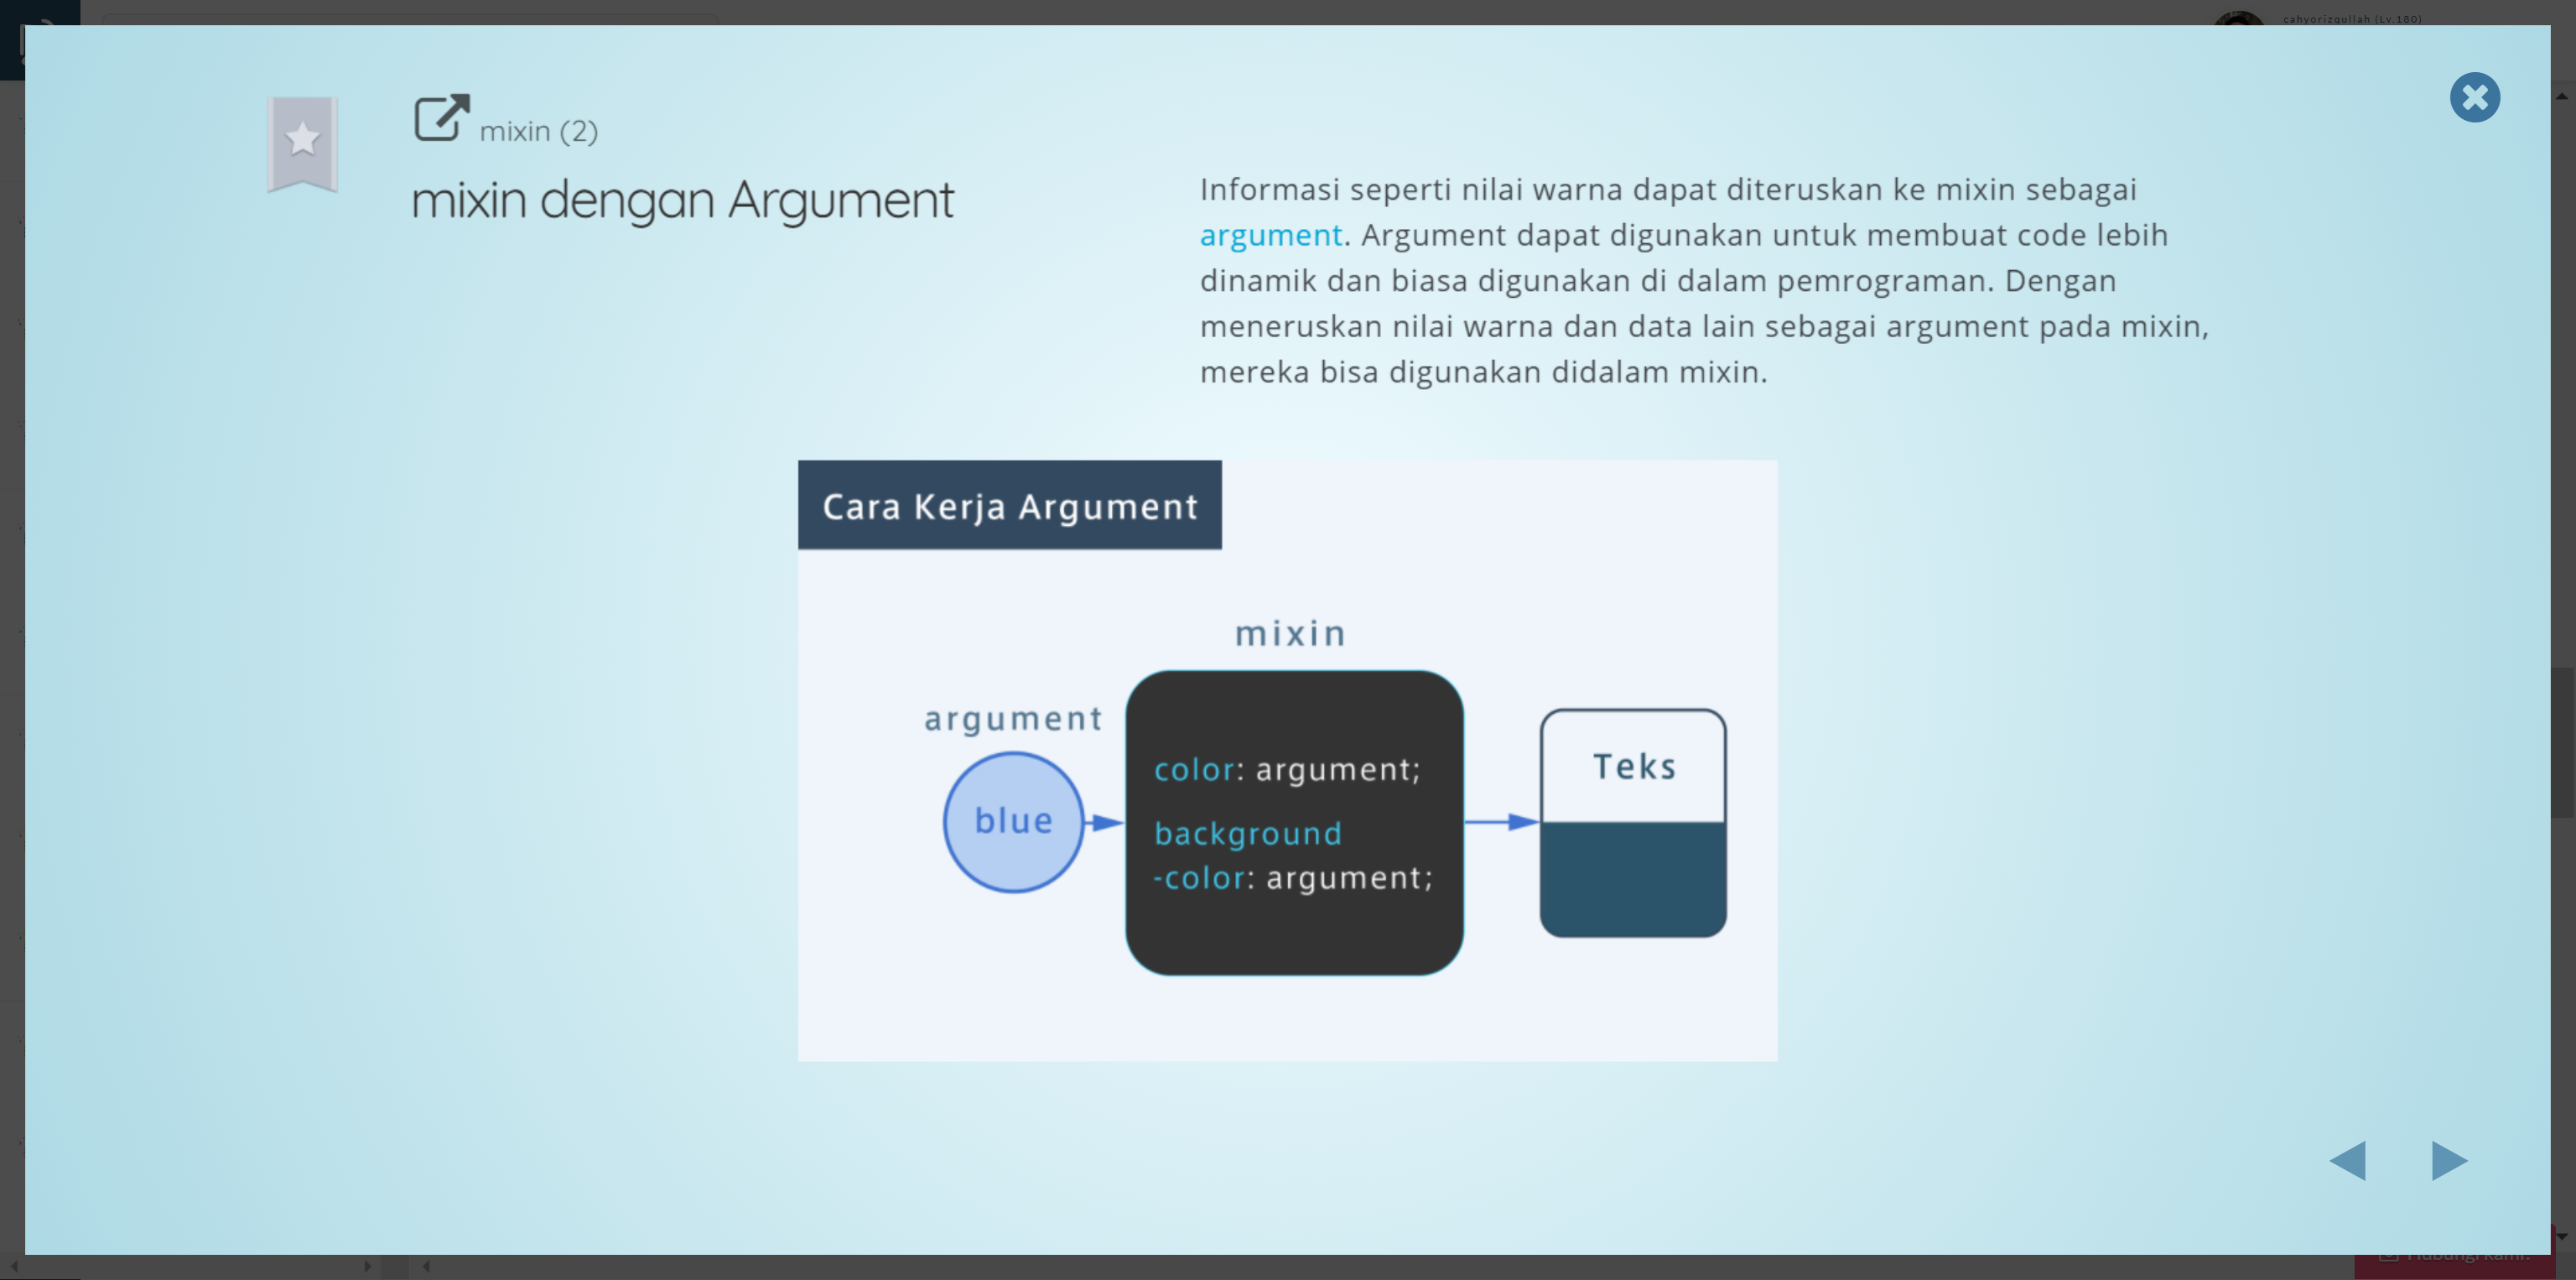 cahyorizqullah (Lv.180)
mixin (2)
mixin dengan Argument
Informasi seperti nilai warna dapat diteruskan ke mixin sebagai
argument. Argument dapat digunakan untuk membuat code lebih
dinamik dan biasa digunakan di dalam pemrograman. Dengan
meneruskan nilai warna dan data lain sebagai argument pada mixin,
mereka bisa digunakan didalam mixin.
Cara Kerja Argument
mixin
argument
blue
color: argument;
background
-color: argument;
Teks
Hubungi kami!